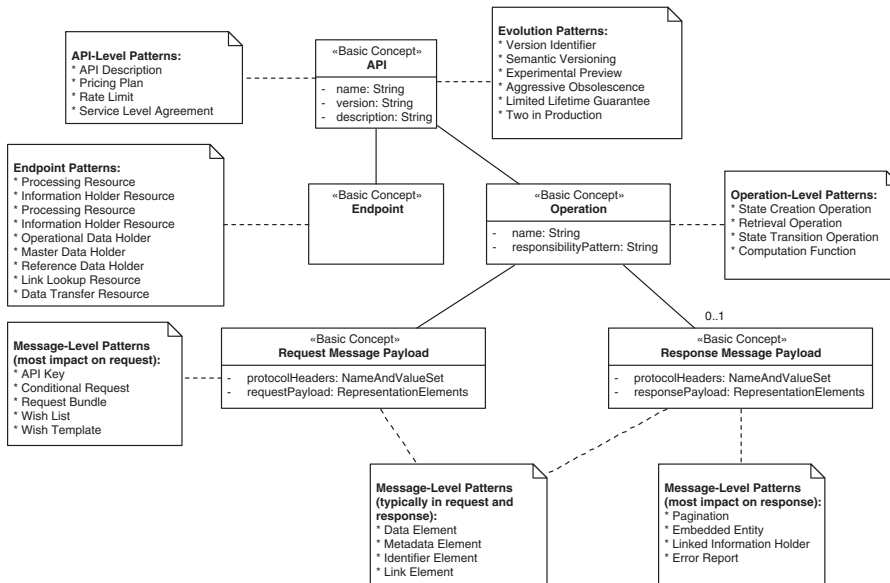 API-Level Patterns:
* API Description
* Pricing Plan
* Rate Limit
* Service Level Agreement
«Basic Concept»
API
- name: String
- version: String
- description: String
Evolution Patterns:
* Version Identifier
* Semantic Versioning
* Experimental Preview
* Aggressive Obsolescence
* Limited Lifetime Guarantee
* Two in Production
Endpoint Patterns:
* Processing Resource
* Information Holder Resource
* Processing Resource
* Information Holder Resource
* Operational Data Holder
* Master Data Holder
* Reference Data Holder
* Link Lookup Resource
* Data Transfer Resource
«Basic Concept»
Endpoint
«Basic Concept»
Operation
- name: String
- responsibilityPattern: String
Operation-Level Patterns:
* State Creation Operation
* Retrieval Operation
* State Transition Operation
* Computation Function
0..1
Message-Level Patterns
(most impact on request):
* API Key
* Conditional Request
* Request Bundle
* Wish List
* Wish Template
«Basic Concept»
Request Message Payload
- protocolHeaders: NameAndValueSet
- requestPayload: RepresentationElements
«Basic Concept»
Response Message Payload
- protocolHeaders: NameAndValueSet
- responsePayload: RepresentationElements
Message-Level Patterns
(typically in request and
response):
* Data Element
* Metadata Element
* Identifier Element
* Link Element
Message-Level Patterns
(most impact on response):
* Pagination
* Embedded Entity
* Linked Information Holder
* Error Report